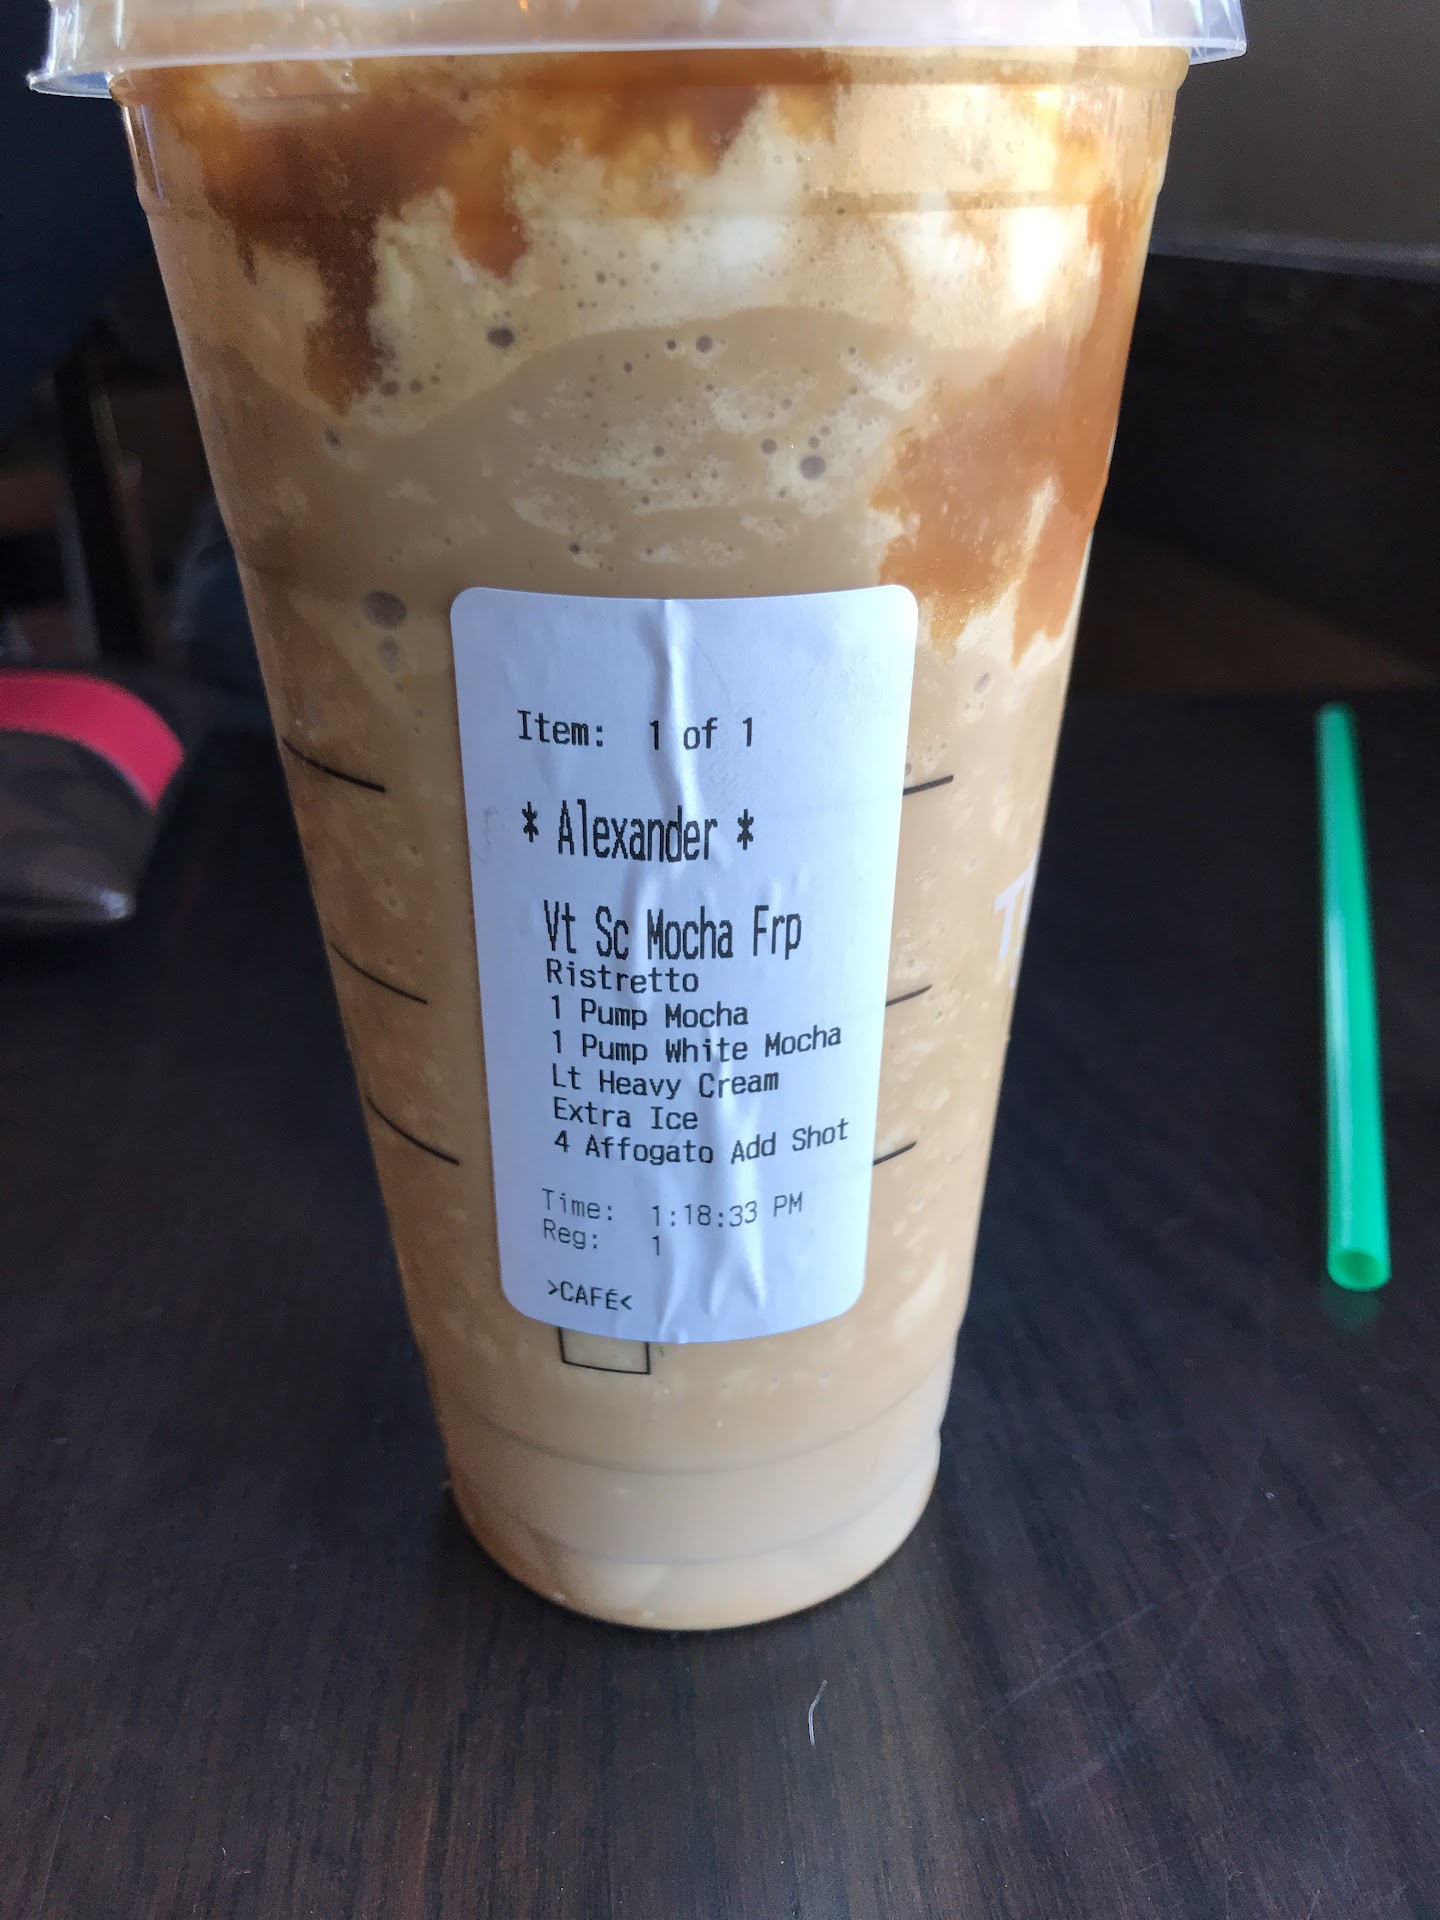 Item: 1 of 1
* Alexander *
Vt Sc Mocha Frp
Ristretto
1 Pump Mocha
1 Pump White Mocha
Lt Heavy Cream
Extra Ice
4 Affogato Add Shot
Time: 1:18:33 PM
Reg: 1
>CAFÉ<